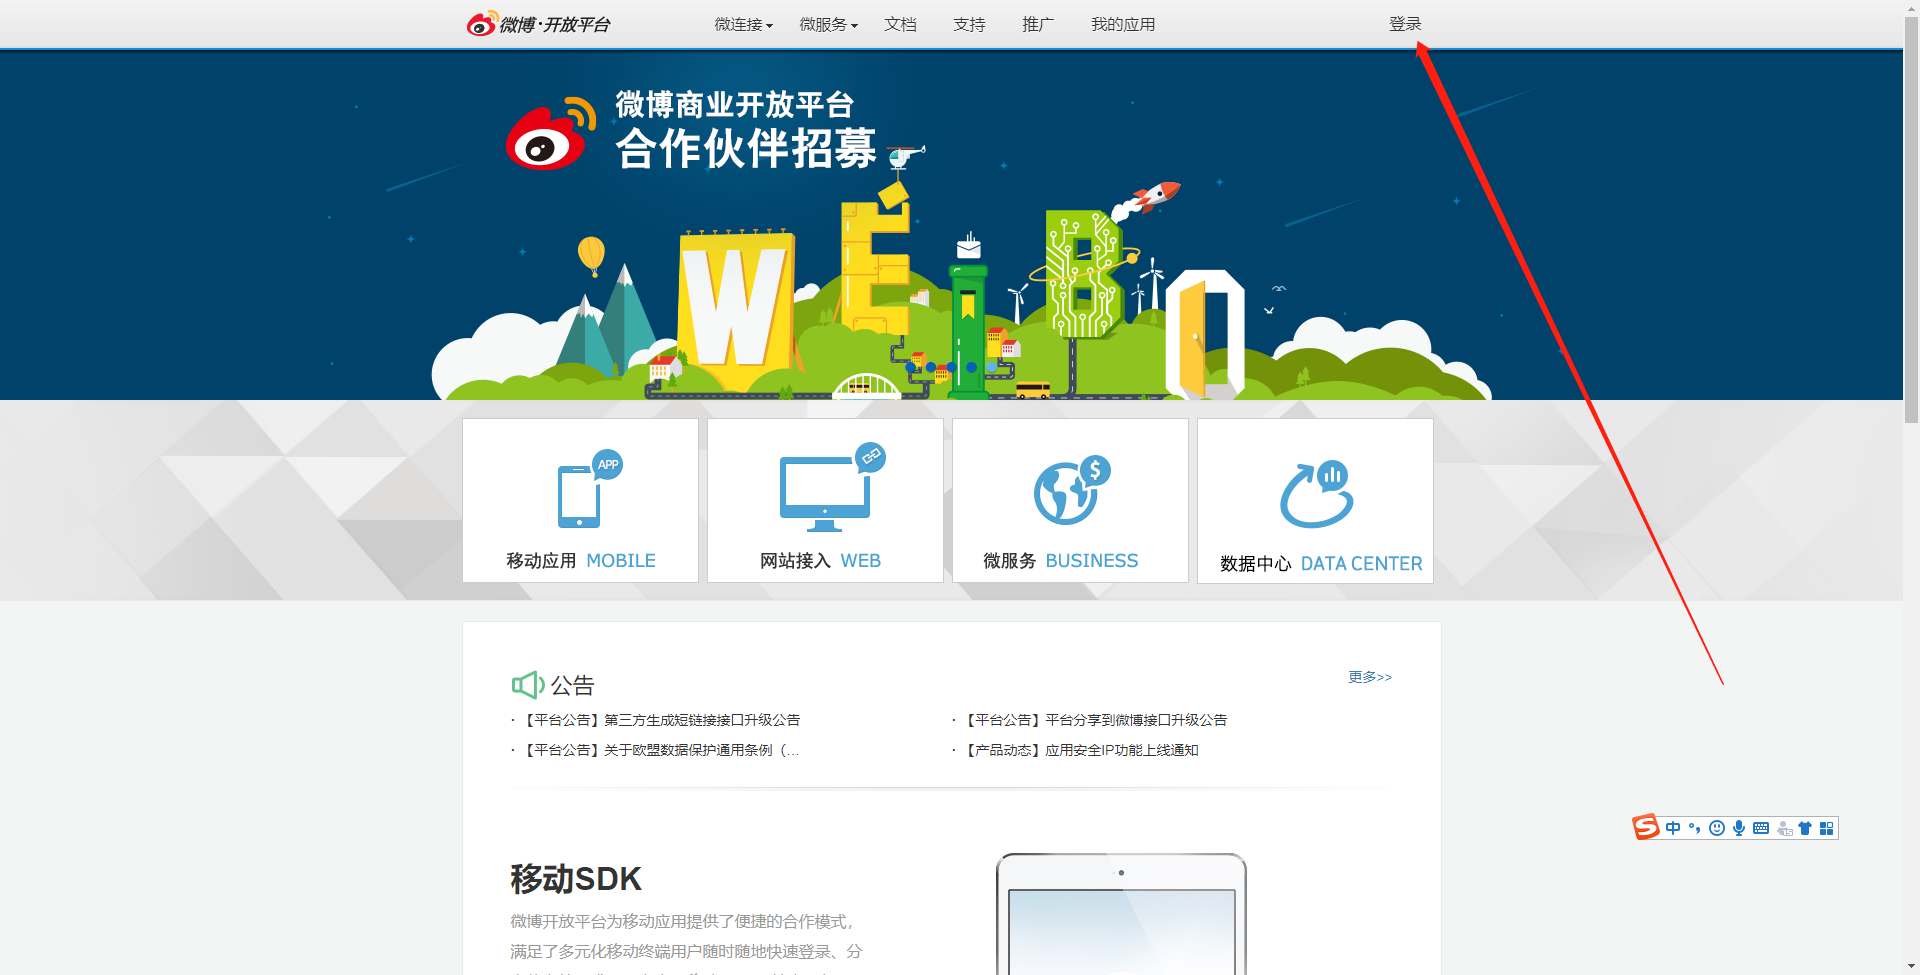 微博·开放平台
微连接 微服务 文档 支持 推广 我的应用 登录
微博商业开放平台
合作伙伴招募
WEIBO
APP
$
移动应用 MOBILE
网站接入 WEB
微服务 BUSINESS
数据中心 DATA CENTER
公告
更多>>
· 【平台公告】第三方生成短链接接口升级公告
· 【平台公告】平台分享到微博接口升级公告
· 【平台公告】关于欧盟数据保护通用条例（...
· 【产品动态】应用安全IP功能上线通知
S中
移动SDK
微博开放平台为移动应用提供了便捷的合作模式，
满足了多元化移动终端用户随时随地快速登录、分